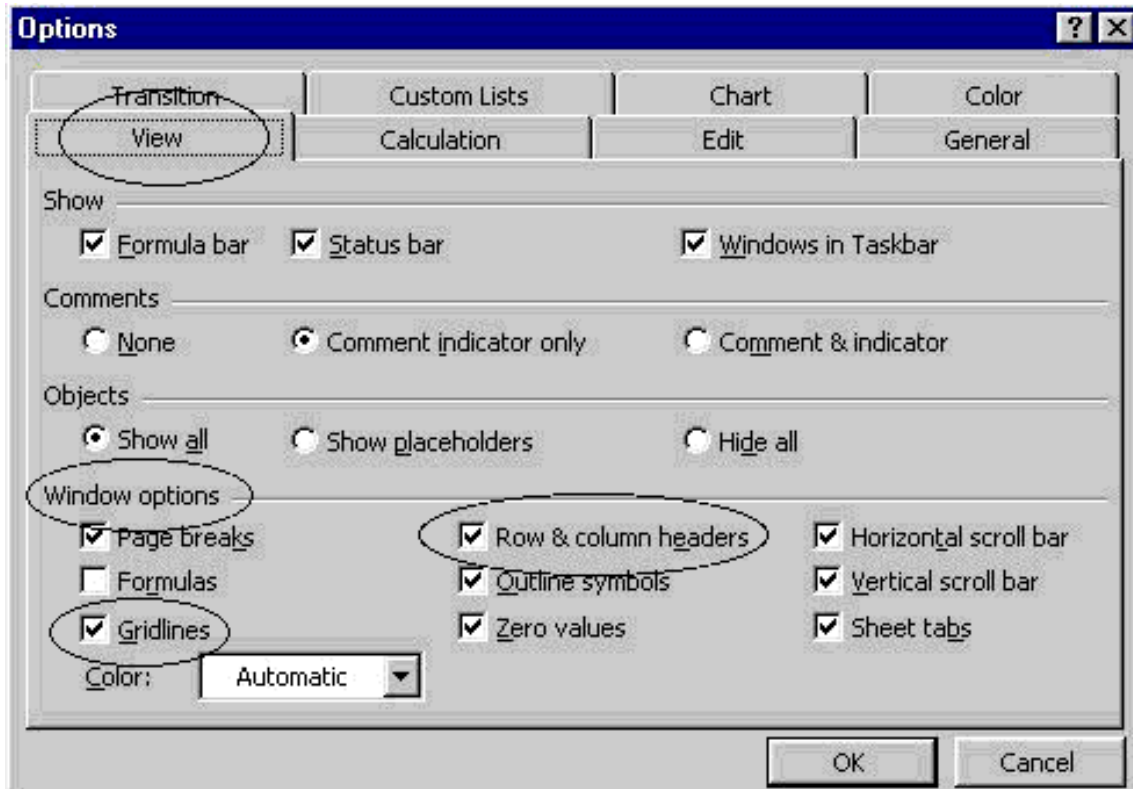 Options
Transition Custom Lists Chart Color
View Calculation Edit General
Show
Formula bar Status bar Windows in Taskbar
Comments
None Comment indicator only Comment & indicator
Objects
Show all Show placeholders Hide all
Window options
Page breaks Row & column headers Horizontal scroll bar
Formulas Outline symbols Vertical scroll bar
Gridlines Zero values Sheet tabs
Color: Automatic
OK Cancel